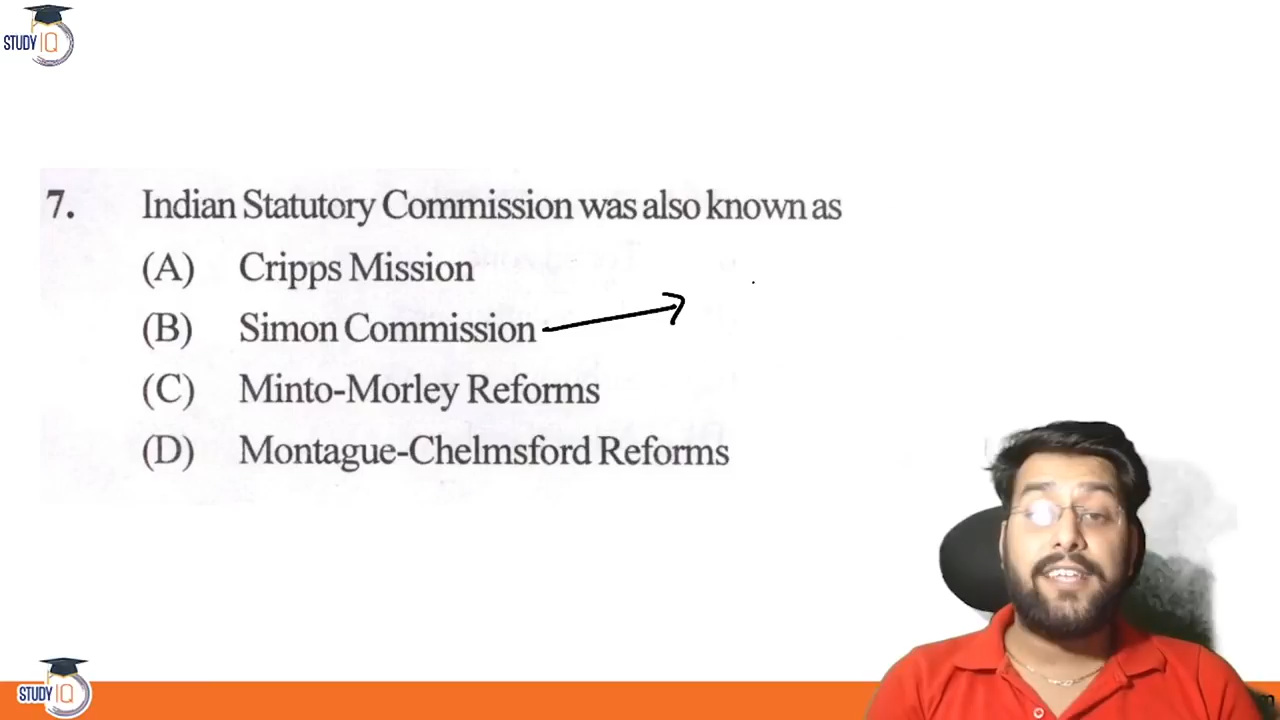 STUDY IQ
7. Indian Statutory Commission was also known as
(A) Cripps Mission
(B) Simon Commission
(C) Minto-Morley Reforms
(D) Montague-Chelmsford Reforms
STUDY IQ